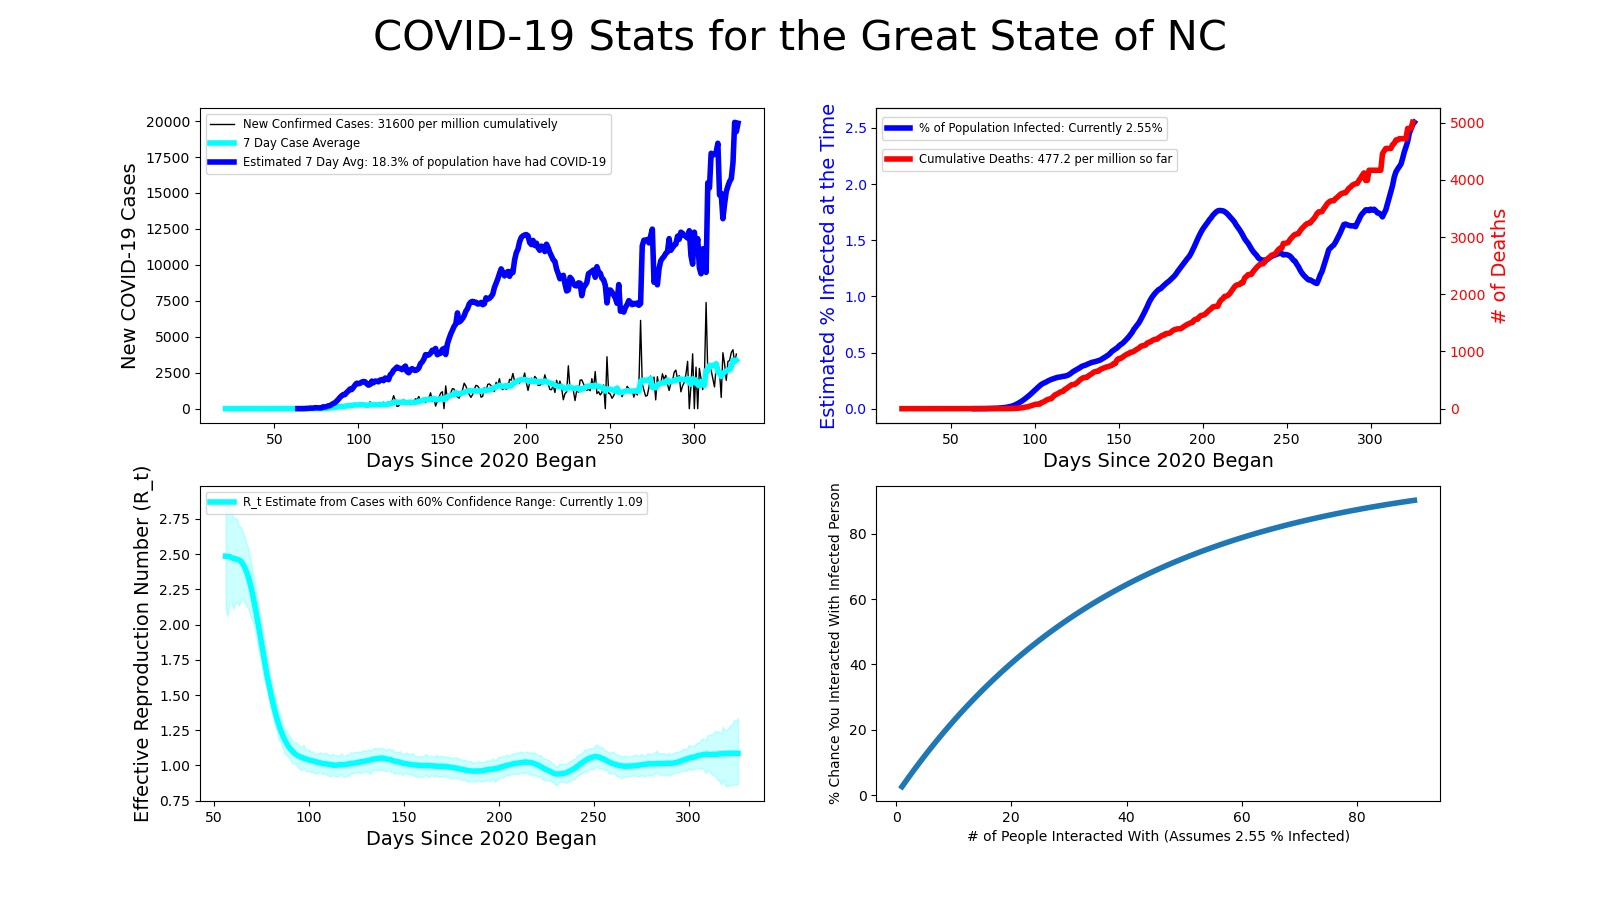 COVID-19 Stats for the Great State of NC
New COVID-19 Cases
20000
17500
15000
12500
10000
7500
5000
2500
0
New Confirmed Cases: 31600 per million cumulatively
7 Day Case Average
Estimated 7 Day Avg: 18.3% of population have had COVID-19
50 100 150 200 250 300
Days Since 2020 Began
Estimated % Infected at the Time
2.5
2.0
1.5
1.0
0.5
0.0
% of Population Infected: Currently 2.55%
Cumulative Deaths: 477.2 per million so far
5000
4000
3000
2000
1000
0
# of Deaths
50 100 150 200 250 300
Days Since 2020 Began
Effective Reproduction Number (R_t)
2.75
2.50
2.25
2.00
1.75
1.50
1.25
1.00
0.75
R_t Estimate from Cases with 60% Confidence Range: Currently 1.09
50 100 150 200 250 300
Days Since 2020 Began
% Chance You Interacted With Infected Person
80
60
40
20
0
0 20 40 60 80
# of People Interacted With (Assumes 2.55 % Infected)